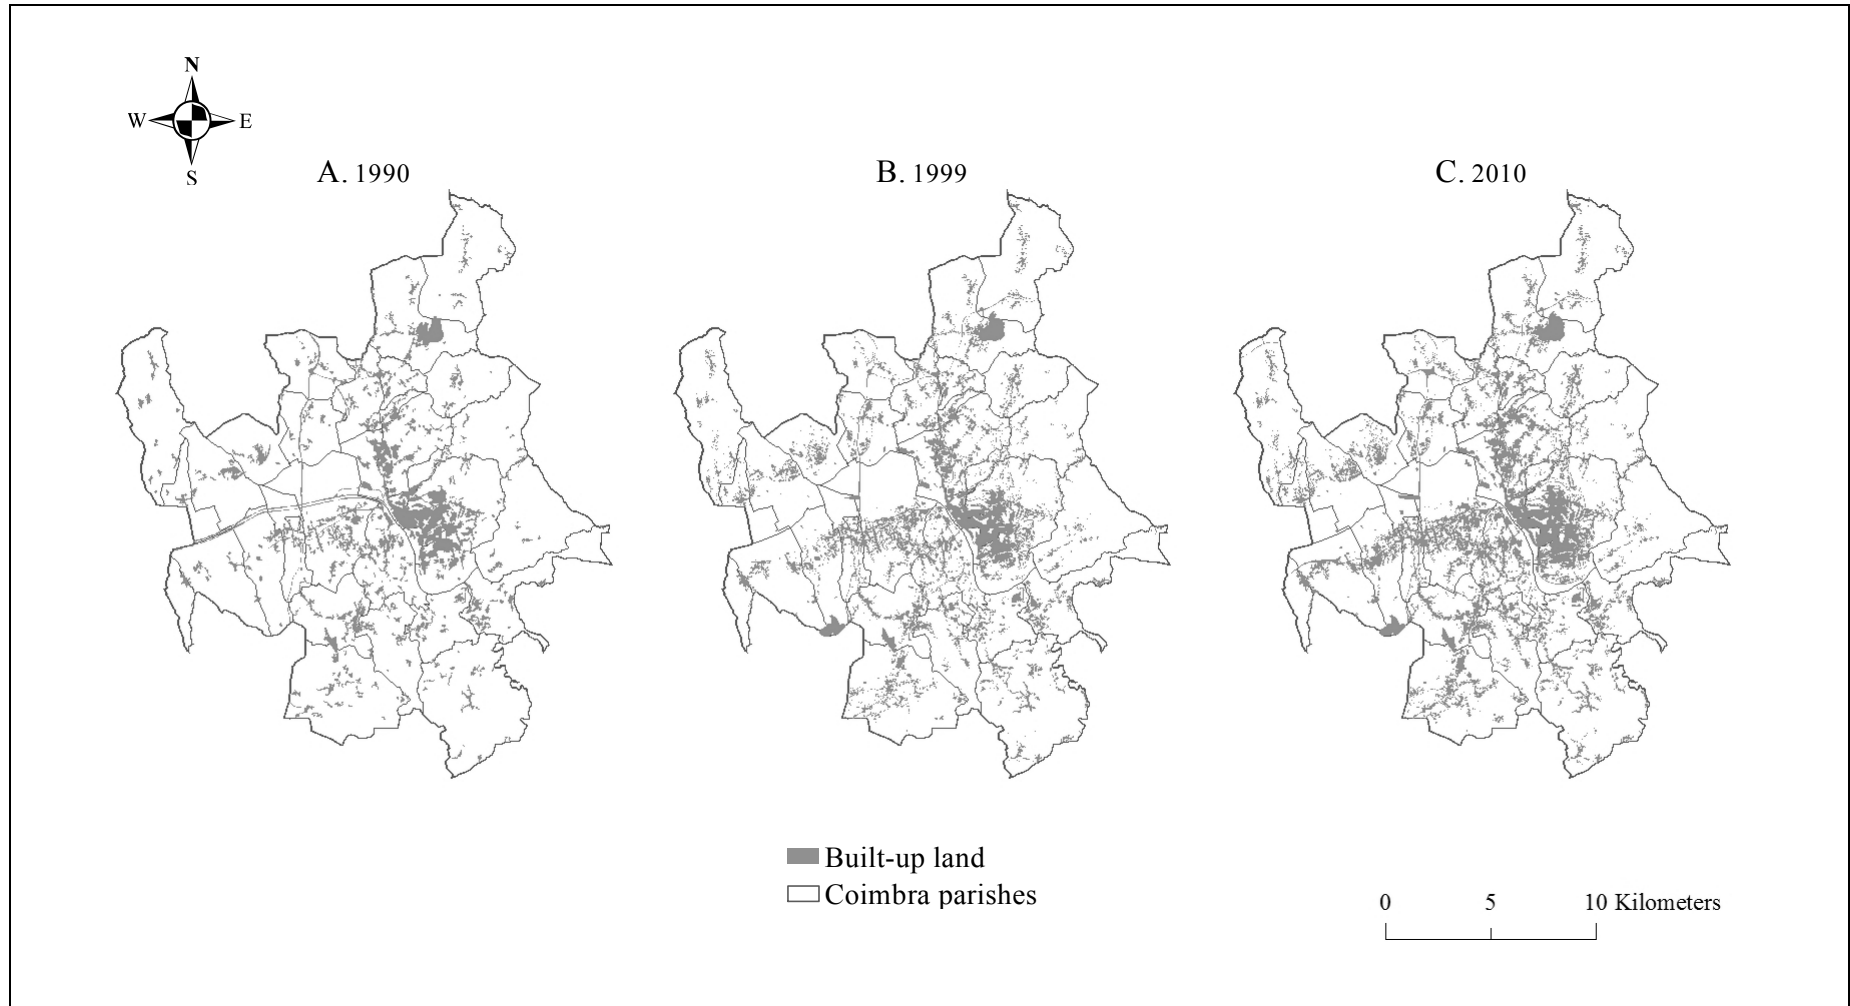 N
W E
S
A. 1990
B. 1999
C. 2010
Built-up land
Coimbra parishes
0 5 10 Kilometers